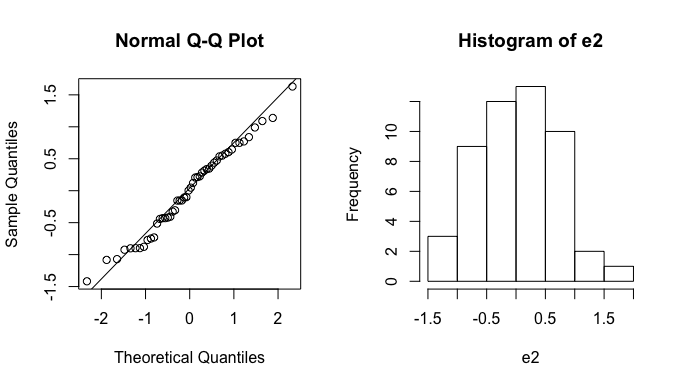 Normal Q-Q Plot
Sample Quantiles
1.5
0.5
-0.5
-1.5
-2 -1 0 1 2
Theoretical Quantiles
Histogram of e2
Frequency
10
8
6
4
2
0
-1.5 -0.5 0.5 1.5
e2